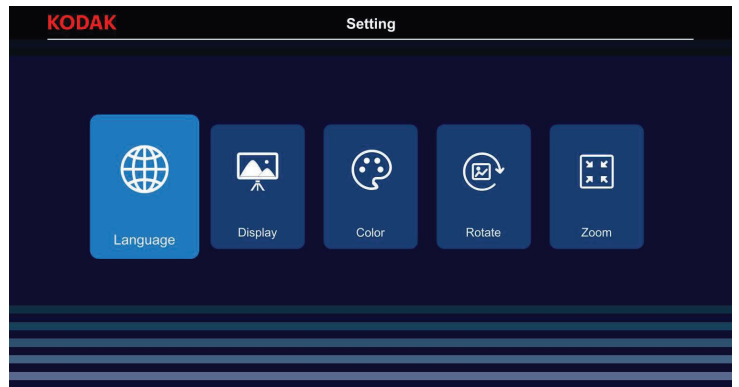 KODAK
Setting
Language
Display
Color
Rotate
Zoom